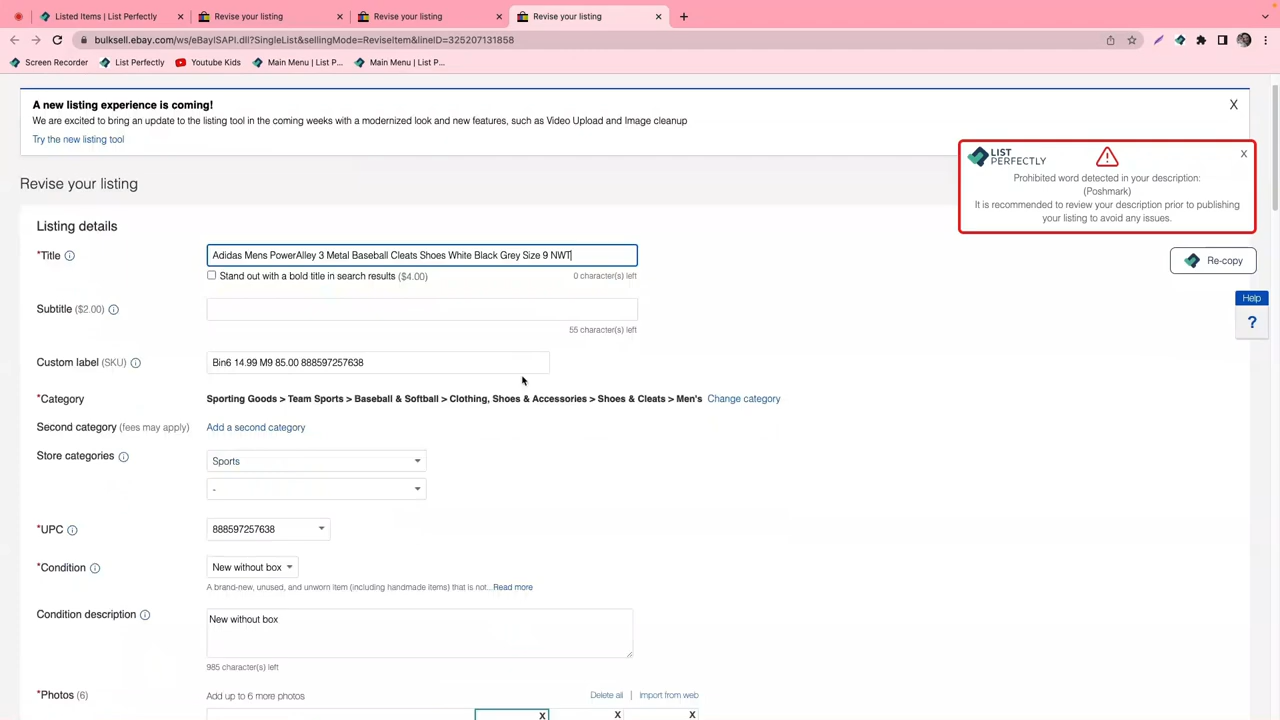 Listed Items | List Perfectly
Revise your listing
Revise your listing
Revise your listing
bulksell.ebay.com/ws/eBayISAPI.dll?SingleList&sellingMode=ReviseItem&lineID=325207131858
Screen Recorder
List Perfectly
Youtube Kids
Main Menu | List P...
Main Menu | List P...
A new listing experience is coming!
X
We are excited to bring an update to the listing tool in the coming weeks with a modernized look and new features, such as Video Upload and Image cleanup
Try the new listing tool
LIST
PERFECTLY
X
Prohibited word detected in your description:
(Poshmark)
It is recommended to review your description prior to publishing
your listing to avoid any issues.
Revise your listing
Listing details
*Title
Adidas Mens PowerAlley 3 Metal Baseball Cleats Shoes White Black Grey Size 9 NWT
Re-copy
Stand out with a bold title in search results ($4.00)
0 character(s) left
Help
?
Subtitle ($2.00)
55 character(s) left
Custom label (SKU)
Bin6 14.99 M9 85.00 888597257638
*Category
Sporting Goods > Team Sports > Baseball & Softball > Clothing, Shoes & Accessories > Shoes & Cleats > Men's Change category
Second category (fees may apply)
Add a second category
Store categories
Sports
-
*UPC
888597257638
*Condition
New without box
A brand-new, unused, and unworn item (including handmade items) that is not... Read more
Condition description
New without box
985 character(s) left
*Photos (6)
Add up to 6 more photos
Delete all | Import from web
X
X
X